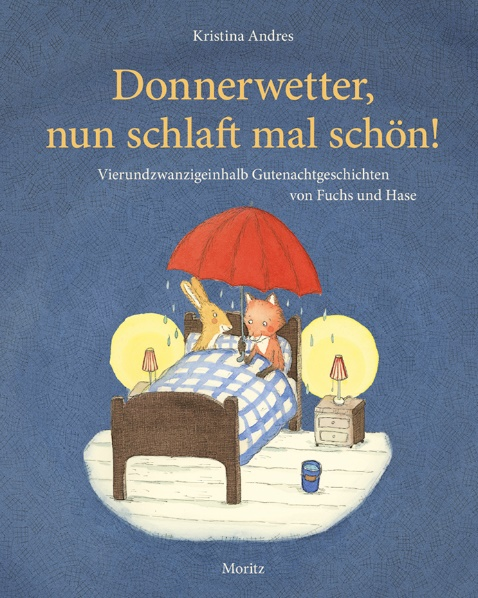 Kristina Andres
Donnerwetter,
nun schlaft mal schön!
Vierundzwanzigeinhalb Gutenachtgeschichten
von Fuchs und Hase
Moritz